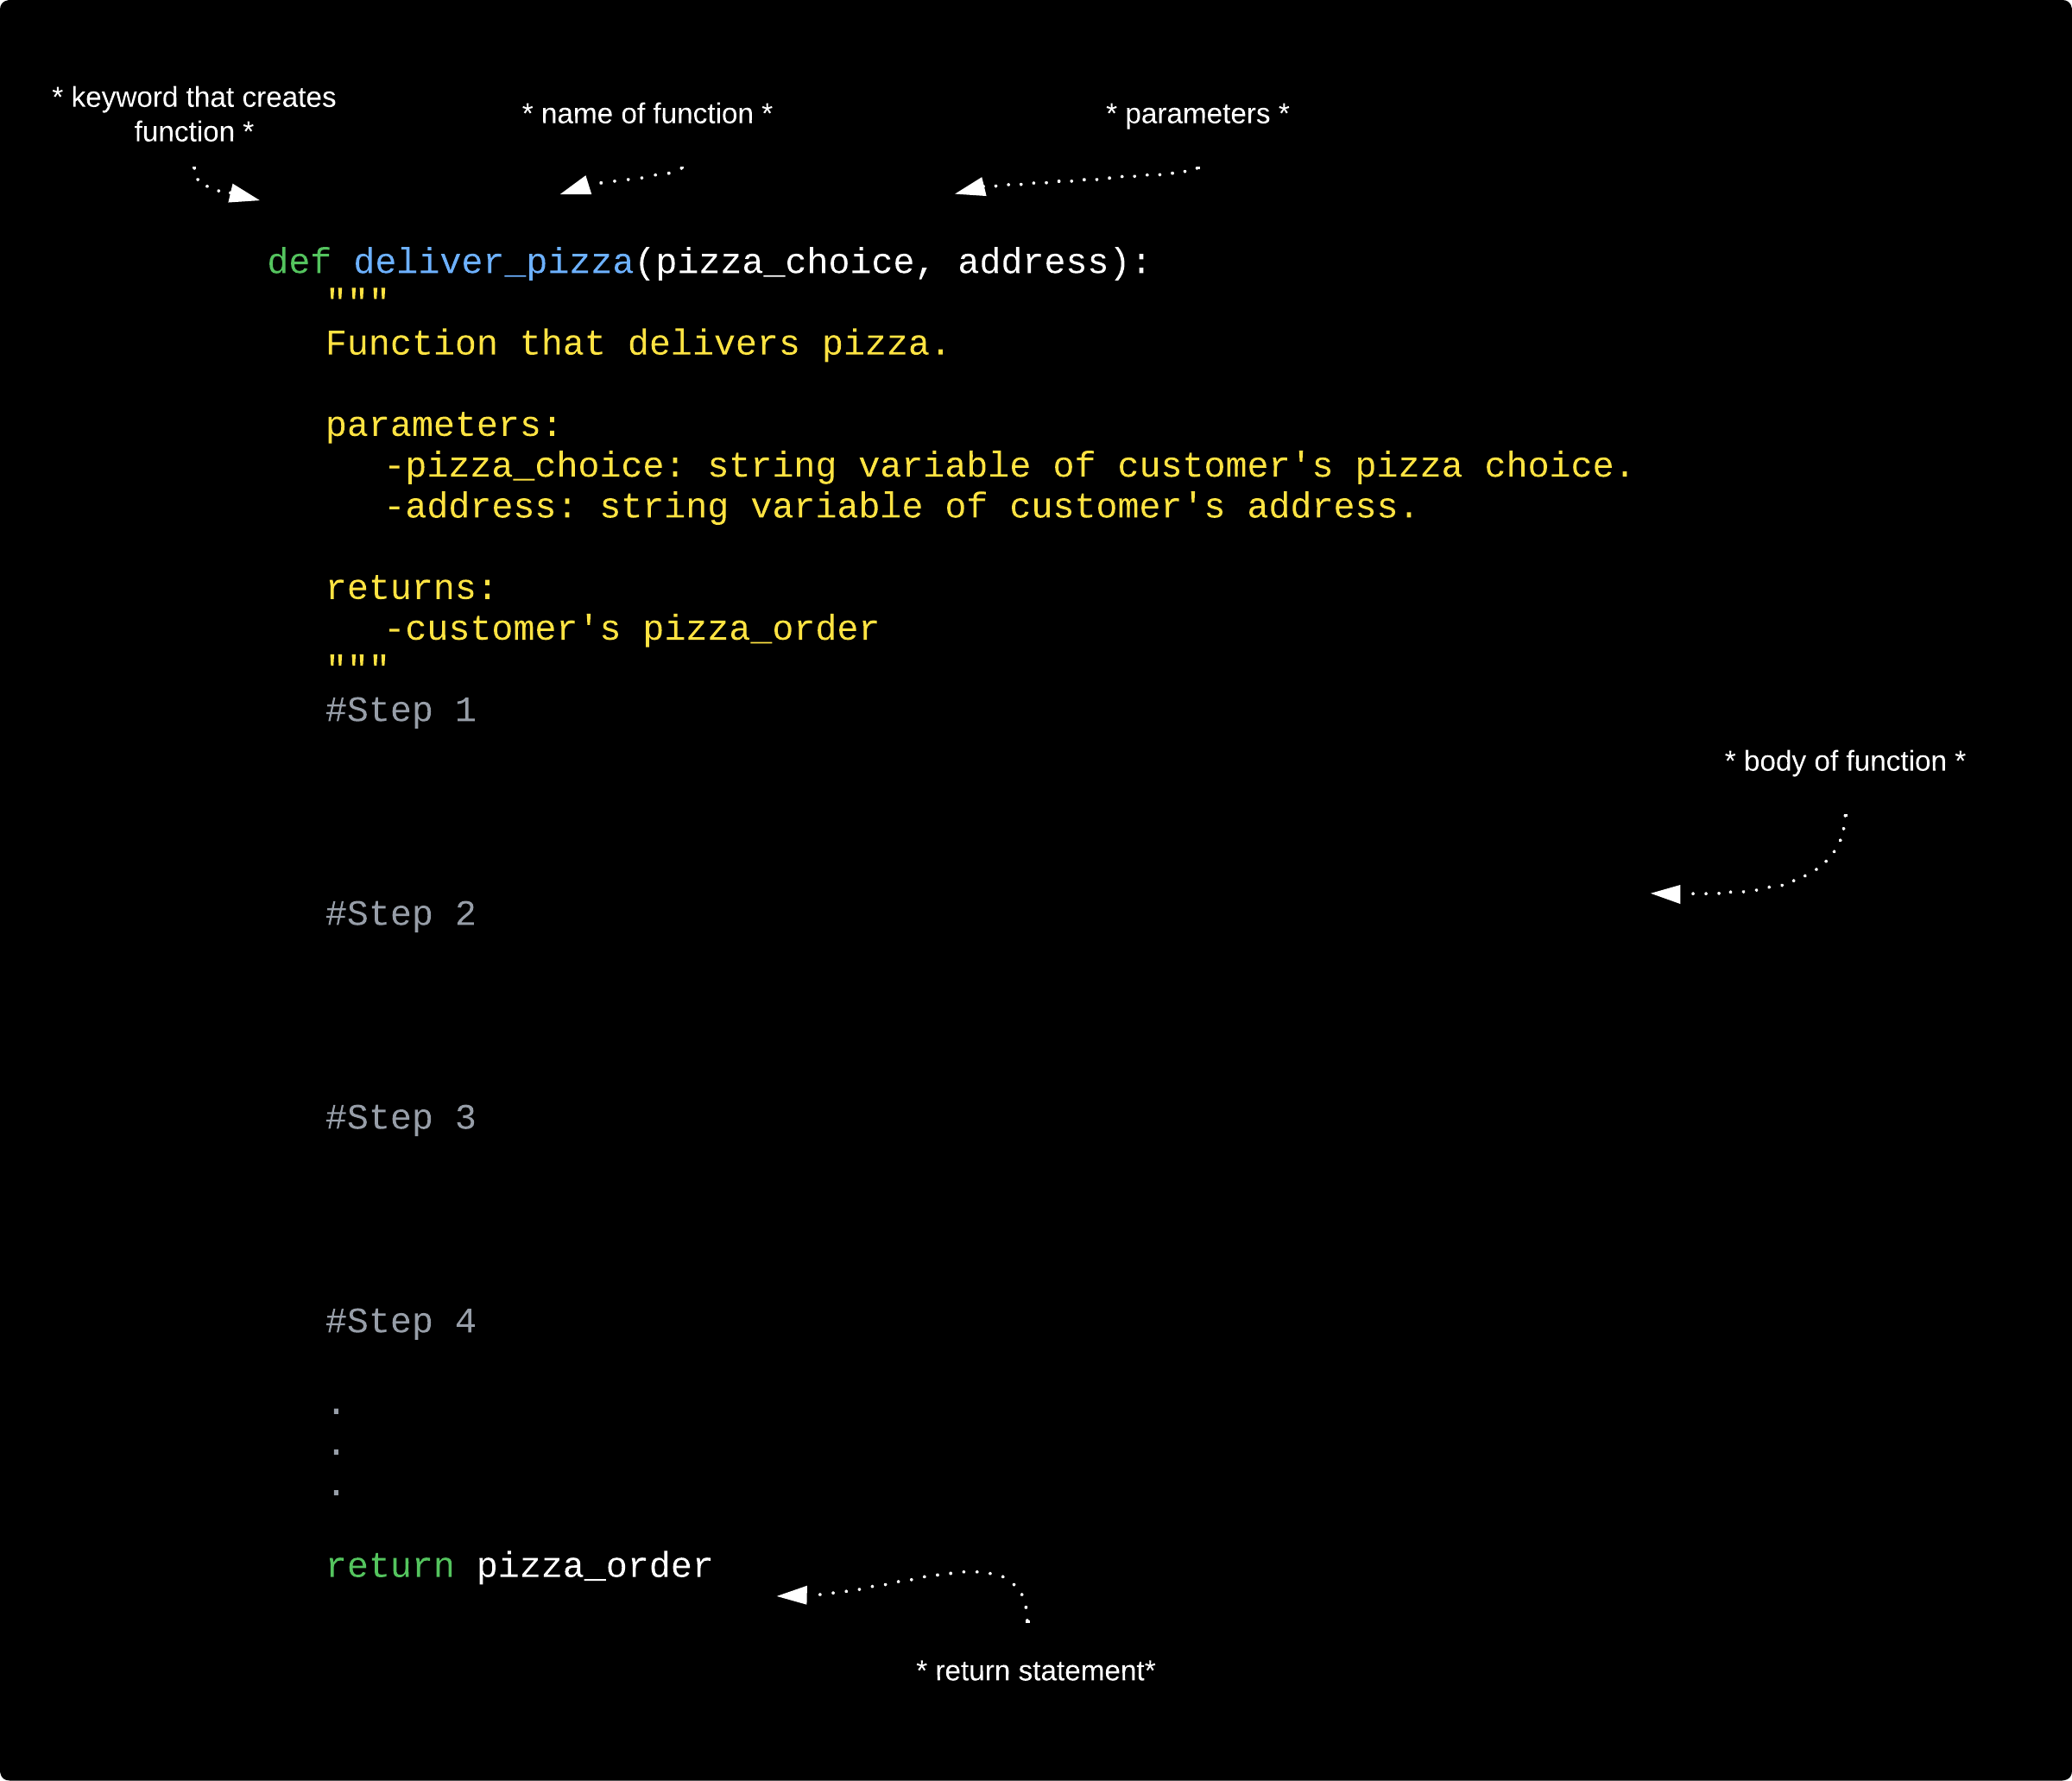 * keyword that creates
function *
* name of function *
* parameters *
def deliver_pizza(pizza_choice, address):
"""
Function that delivers pizza.
parameters:
-pizza_choice: string variable of customer's pizza choice.
-address: string variable of customer's address.
returns:
-customer's pizza_order
"""
#Step 1
* body of function *
#Step 2
#Step 3
#Step 4
.
.
.
return pizza_order
* return statement*